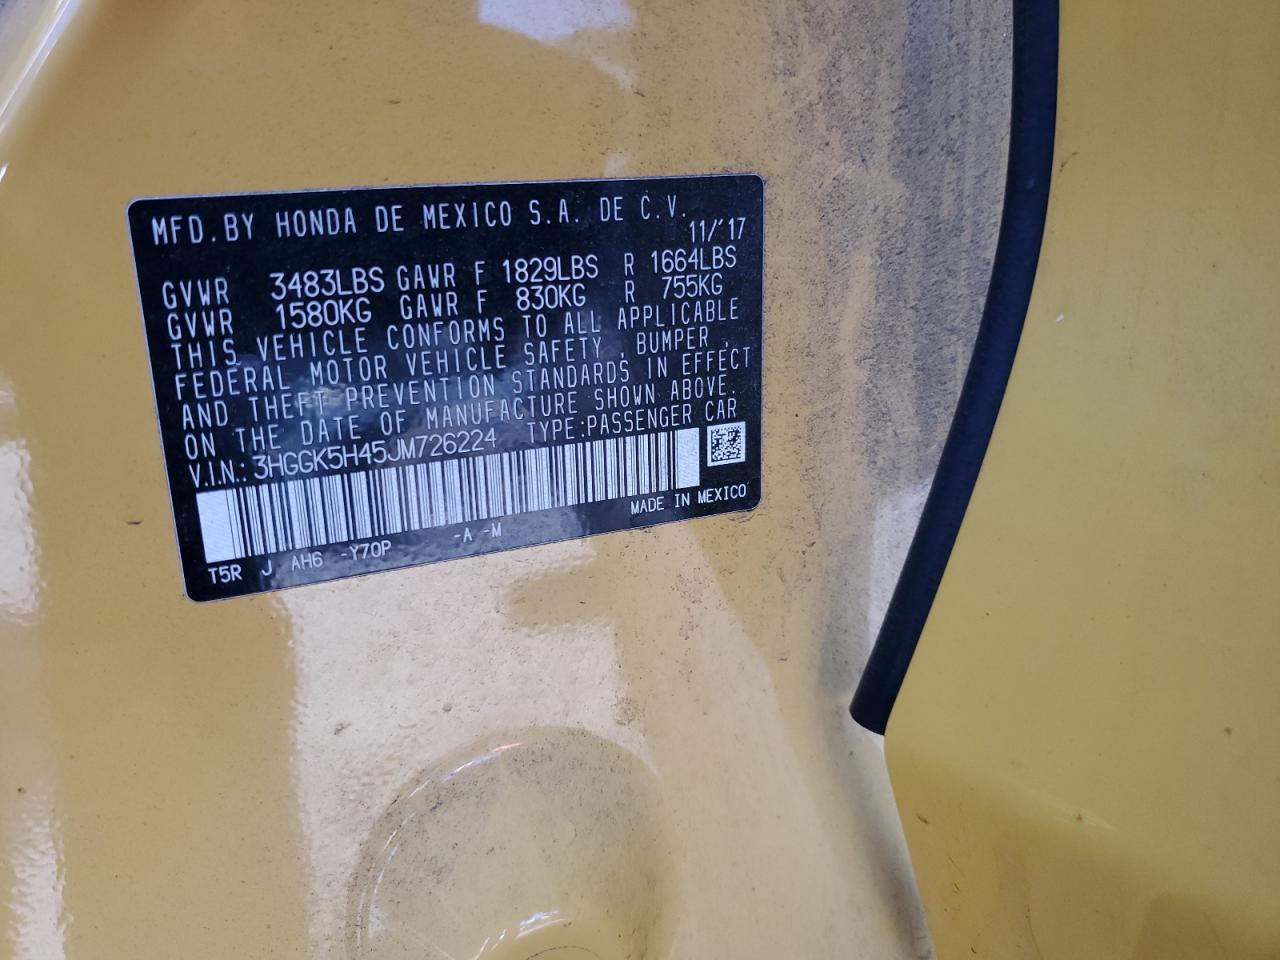 MFD. BY HONDA DE MEXICO S.A. DE C.V.
11/'17
GVWR 3483LBS GAWR F 1829LBS R 1664LBS
GVWR 1580KG GAWR F 830KG R 755KG
THIS VEHICLE CONFORMS TO ALL APPLICABLE
FEDERAL MOTOR VEHICLE SAFETY, BUMPER,
AND THEFT PREVENTION STANDARDS IN EFFECT
ON THE DATE OF MANUFACTURE SHOWN ABOVE.
V.I.N.: 3HGGK5H45JM726224 TYPE:PASSENGER CAR
MADE IN MEXICO
T5R J AH6 -Y70P -A -M